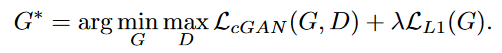 G* = arg min_G max_D ℒ_cGAN(G, D) + λℒ_L1(G).